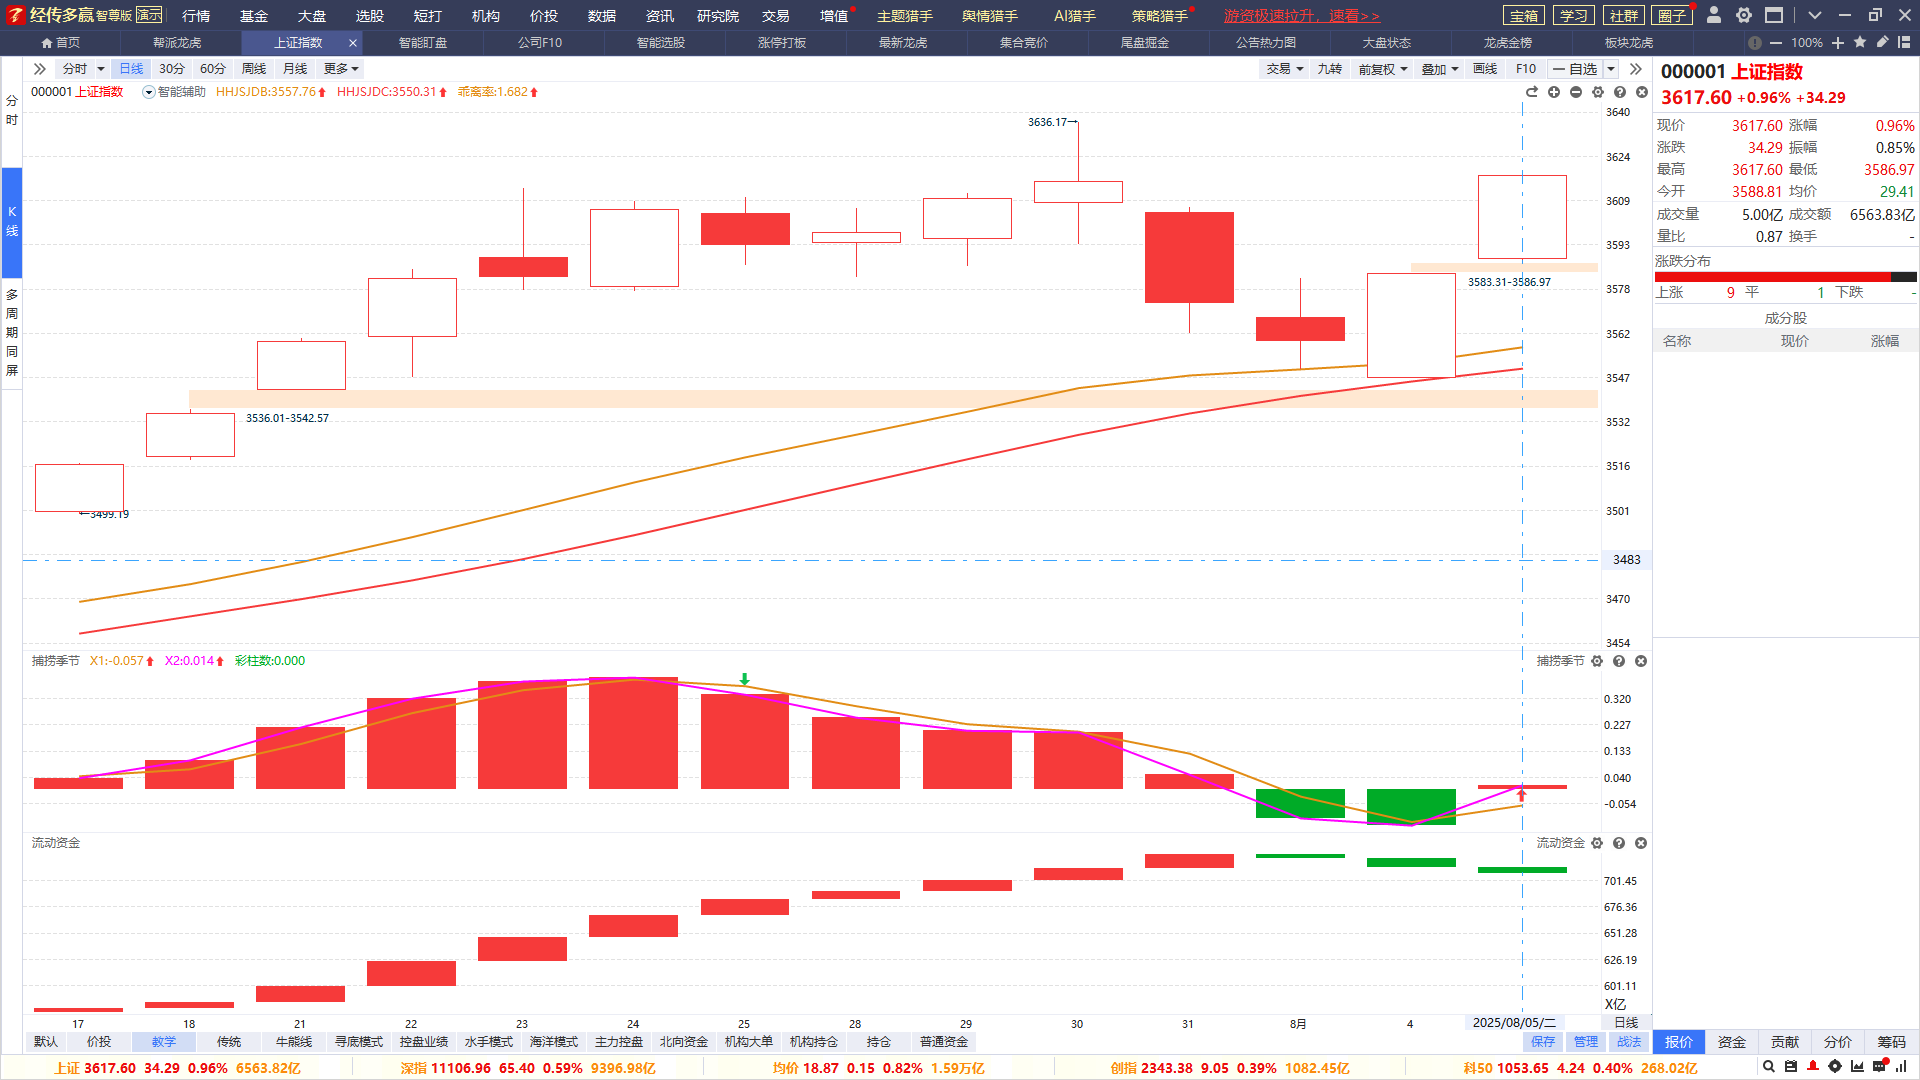 经传多赢 智尊版 演示 行情 基金 大盘 选股 短打 机构 价投 数据 资讯 研究院 交易 增值 主题猎手 舆情猎手 AI猎手 策略猎手 游资极速拉升，速看>> 宝箱 学习 社群 圈子
首页 帮派龙虎 上证指数 × 智能盯盘 公司F10 智能选股 涨停打板 最新龙虎 集合竞价 尾盘掘金 公告热力图 大盘状态 龙虎金榜 板块龙虎 100%
分时 日线 30分 60分 周线 月线 更多 交易 九转 前复权 叠加 画线 F10 一 自选
000001 上证指数 智能辅助 HHJSJDB:3557.76 HHJSJDC:3550.31 乖离率:1.682
分时
K线
多周期同屏
3640
3636.17
3624
3609
3593
3583.31-3586.97
3578
3562
3547
3536.01-3542.57
3532
3516
3499.19
3501
3483
3470
3454
捕捞季节 X1:-0.057 X2:0.014 彩柱数:0.000 捕捞季节
0.320
0.227
0.133
0.040
-0.054
流动资金 流动资金
701.45
676.36
651.28
626.19
601.11
X亿
17 18 21 22 23 24 25 28 29 30 31 8月 4 2025/08/05/二 日线
默认 价投 教学 传统 牛能线 寻底模式 控盘业绩 水手模式 海洋模式 主力控盘 北向资金 机构大单 机构持仓 持仓 普通资金 保存 管理 战法
000001 上证指数
3617.60 +0.96% +34.29
现价 3617.60 涨幅 0.96%
涨跌 34.29 振幅 0.85%
最高 3617.60 最低 3586.97
今开 3588.81 均价 29.41
成交量 5.00亿 成交额 6563.83亿
量比 0.87 换手 -
涨跌分布
上涨 9 平 1 下跌 -
成分股
名称 现价 涨幅
报价 资金 贡献 分价 筹码
上证 3617.60 34.29 0.96% 6563.82亿 深指 11106.96 65.40 0.59% 9396.98亿 均价 18.87 0.15 0.82% 1.59万亿 创指 2343.38 9.05 0.39% 1082.45亿 科50 1053.65 4.24 0.40% 268.02亿